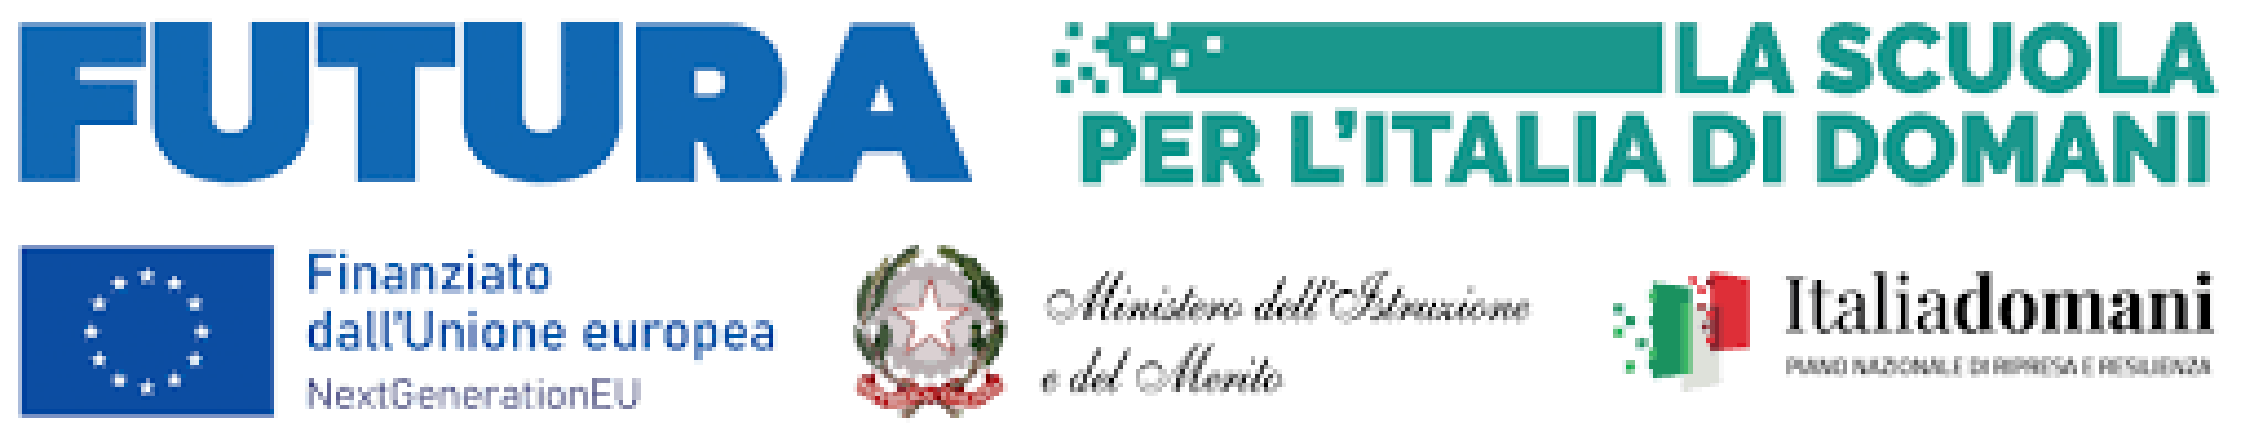 FUTURA
LA SCUOLA
PER L'ITALIA DI DOMANI
Finanziato
dall'Unione europea
NextGenerationEU
Ministero dell'Istruzione
e del Merito
Italiadomani
PIANO NAZIONALE DI RIPRESA E RESILIENZA